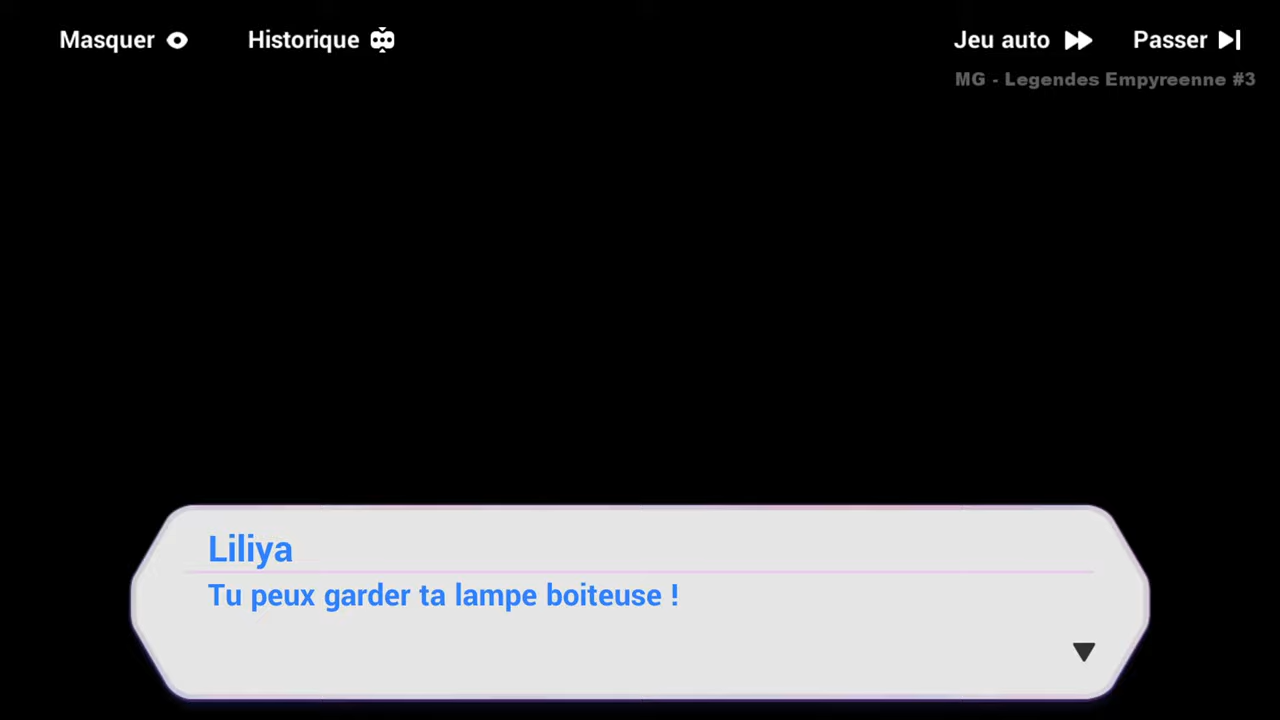 Masquer
Historique
Jeu auto
Passer
MG - Legendes Empyreenne #3
Liliya
Tu peux garder ta lampe boiteuse !